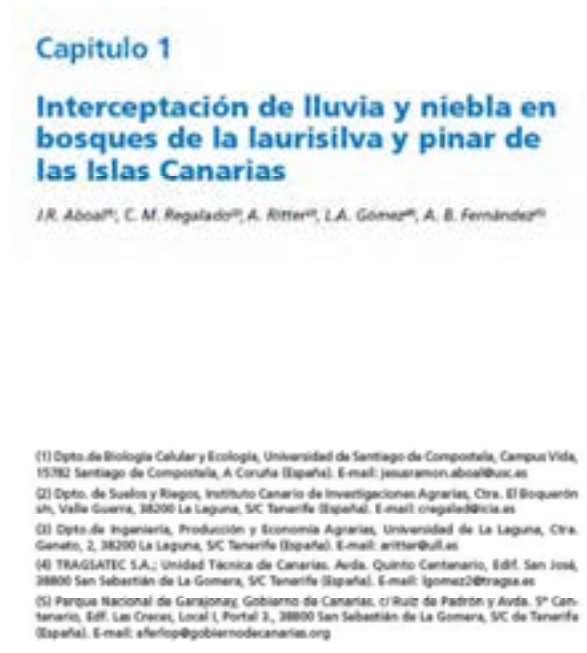 Capítulo 1
Interceptación de lluvia y niebla en
bosques de la laurisilva y pinar de
las Islas Canarias
J.R. Aboal⁽¹⁾, C. M. Regalado⁽²⁾, A. Ritter⁽³⁾, L.A. Gómez⁽⁴⁾, A. B. Fernández⁽⁵⁾
(1) Dpto.de Biología Celular y Ecología, Universidad de Santiago de Compostela, Campus Vida,
15782 Santiago de Compostela, A Coruña (España). E-mail: jesusramon.aboal@usc.es
(2) Dpto. de Suelos y Riegos, Instituto Canario de Investigaciones Agrarias, Ctra. El Boquerón
s/n, Valle Guerra, 38200 La Laguna, S/C Tenerife (España). E-mail: cregalad@icia.es
(3) Dpto.de Ingeniería, Producción y Economía Agrarias, Universidad de La Laguna, Ctra.
Geneto, 2, 38200 La Laguna, S/C Tenerife (España). E-mail: aritter@ull.es
(4) TRAGSATEC S.A.; Unidad Técnica de Canarias. Avda. Quinto Centenario, Edif. San José,
38800 San Sebastián de La Gomera, S/C Tenerife (España). E-mail: lgomez2@tragsa.es
(5) Parque Nacional de Garajonay, Gobierno de Canarias. c/ Ruiz de Padrón y Avda. 5º Cen-
tenario, Edf. Las Creces, Local I, Portal 3., 38800 San Sebastián de La Gomera, S/C de Tenerife
(España). E-mail: aferlop@gobiernodecanarias.org